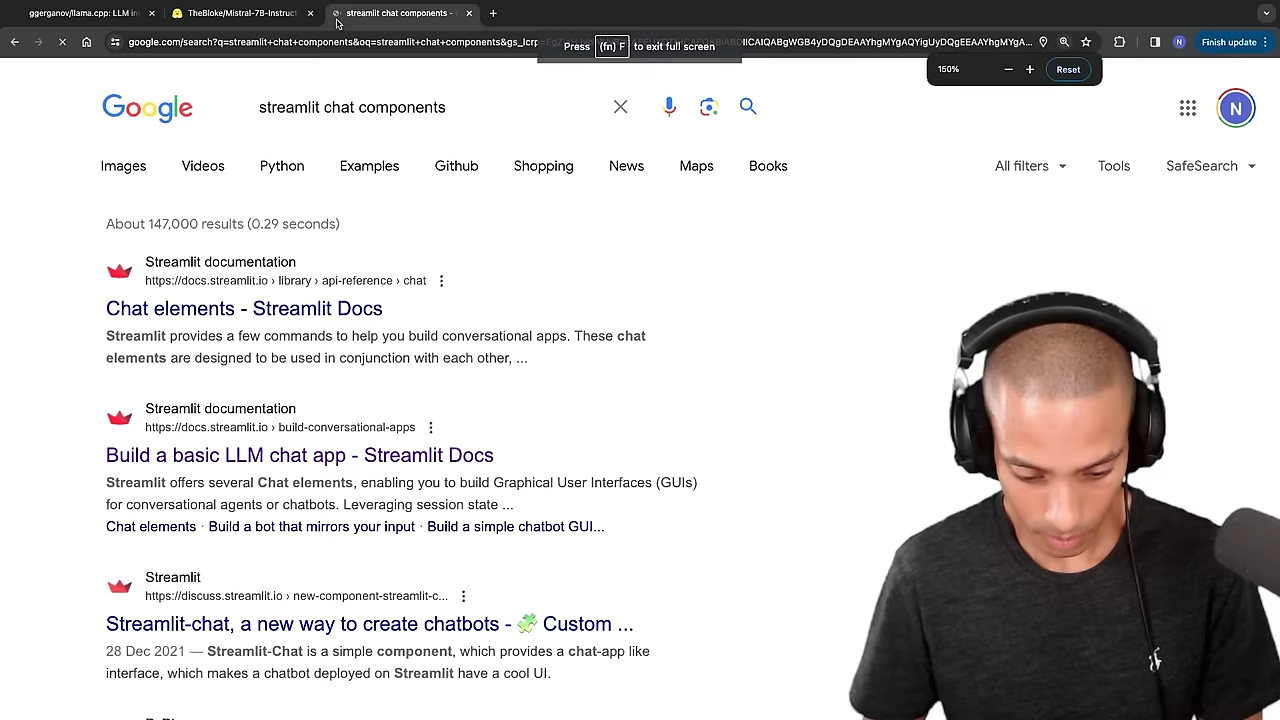 ggerganov/llama.cpp: LLM in
TheBloke/Mistral-7B-Instruct
streamlit chat components -
google.com/search?q=streamlit+chat+components&oq=streamlit+chat+components&gs_lcrp=
Finish update
Press fn F to exit full screen
150%
Reset
Google
streamlit chat components
N
Images
Videos
Python
Examples
Github
Shopping
News
Maps
Books
All filters
Tools
SafeSearch
About 147,000 results (0.29 seconds)
Streamlit documentation
https://docs.streamlit.io › library › api-reference › chat
Chat elements - Streamlit Docs
Streamlit provides a few commands to help you build conversational apps. These chat
elements are designed to be used in conjunction with each other, ...
Streamlit documentation
https://docs.streamlit.io › build-conversational-apps
Build a basic LLM chat app - Streamlit Docs
Streamlit offers several Chat elements, enabling you to build Graphical User Interfaces (GUIs)
for conversational agents or chatbots. Leveraging session state ...
Chat elements · Build a bot that mirrors your input · Build a simple chatbot GUI...
Streamlit
https://discuss.streamlit.io › new-component-streamlit-c...
Streamlit-chat, a new way to create chatbots - 🧩 Custom ...
28 Dec 2021 — Streamlit-Chat is a simple component, which provides a chat-app like
interface, which makes a chatbot deployed on Streamlit have a cool UI.